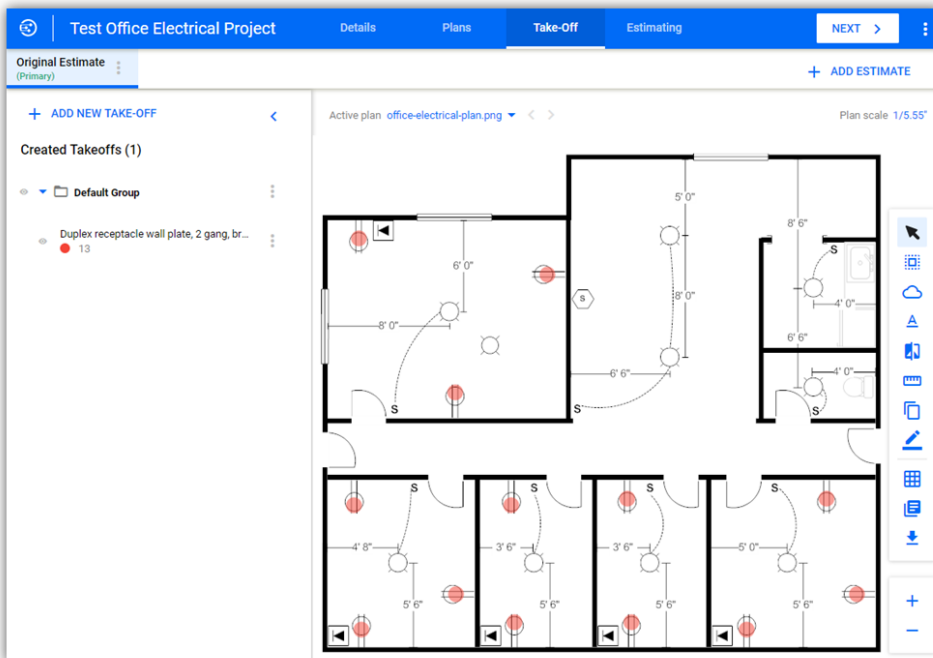 Test Office Electrical Project
Details
Plans
Take-Off
Estimating
NEXT
Original Estimate
(Primary)
ADD ESTIMATE
ADD NEW TAKE-OFF
Active plan office-electrical-plan.png
Plan scale 1/5.55"
Created Takeoffs (1)
Default Group
Duplex receptacle wall plate, 2 gang, br...
13
5' 0"
8' 6"
S
6' 0"
8' 0"
S
4' 0"
8' 0"
6' 6"
6' 6"
4' 0"
S
S
S
S
S
S
S
4' 8"
3' 6"
3' 6"
5' 0"
5' 6"
5' 6"
5' 6"
5' 6"
A